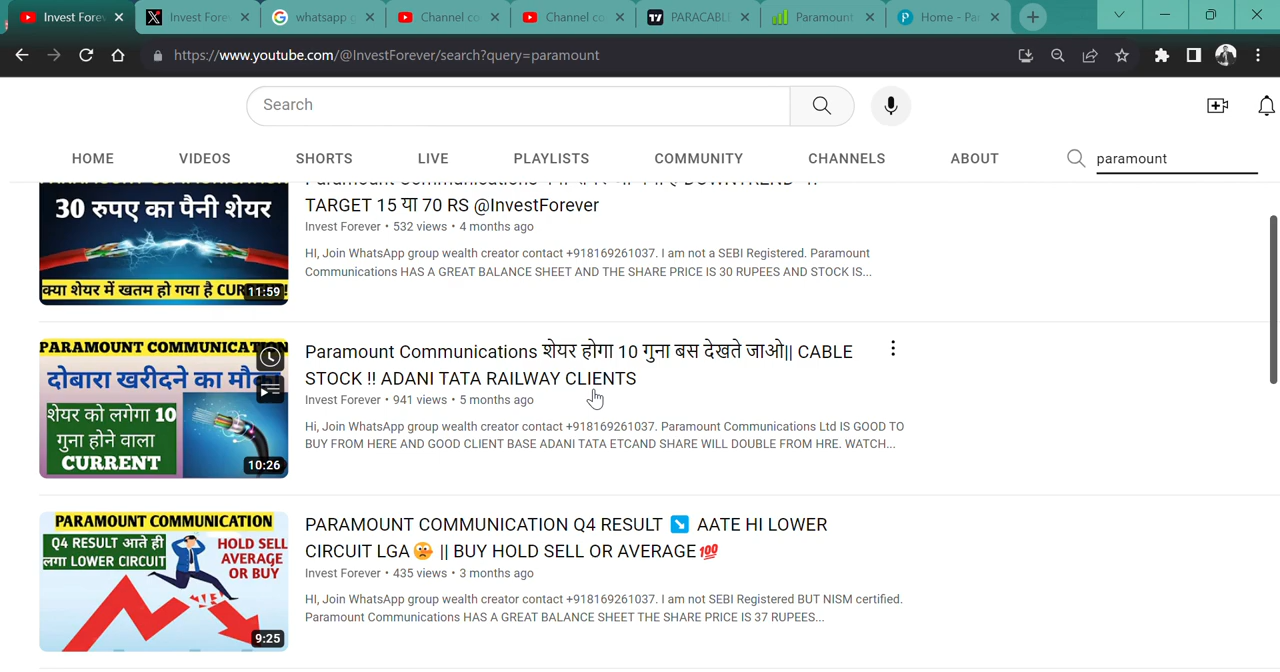 Invest Fore
Invest Fore
whatsapp g
Channel co
Channel co
PARACABL
Paramount
Home - Pa
https://www.youtube.com/@InvestForever/search?query=paramount
Search
HOME VIDEOS SHORTS LIVE PLAYLISTS COMMUNITY CHANNELS ABOUT paramount
30 रुपए का पैनी शेयर
क्या शेयर में खतम हो गया है CUR
11:59
Paramount Communications
DOWNTREND
TARGET 15 या 70 RS @InvestForever
Invest Forever • 532 views • 4 months ago
HI, Join WhatsApp group wealth creator contact +918169261037. I am not a SEBI Registered. Paramount
Communications HAS A GREAT BALANCE SHEET AND THE SHARE PRICE IS 30 RUPEES AND STOCK IS...
PARAMOUNT COMMUNICATION
दोबारा खरीदने का मौका
शेयर को लगेगा 10
गुना होने वाला
CURRENT
10:26
Paramount Communications शेयर होगा 10 गुना बस देखते जाओ|| CABLE
STOCK !! ADANI TATA RAILWAY CLIENTS
Invest Forever • 941 views • 5 months ago
Hi, Join WhatsApp group wealth creator contact +918169261037. Paramount Communications Ltd IS GOOD TO
BUY FROM HERE AND GOOD CLIENT BASE ADANI TATA ETCAND SHARE WILL DOUBLE FROM HRE. WATCH...
PARAMOUNT COMMUNICATION
Q4 RESULT आते ही
लगा LOWER CIRCUIT
HOLD SELL
AVERAGE
OR BUY
9:25
PARAMOUNT COMMUNICATION Q4 RESULT ↘️ AATE HI LOWER
CIRCUIT LGA😨 || BUY HOLD SELL OR AVERAGE💯
Invest Forever • 435 views • 3 months ago
HI, Join WhatsApp group wealth creator contact +918169261037. I am not SEBI Registered BUT NISM certified.
Paramount Communications HAS A GREAT BALANCE SHEET THE SHARE PRICE IS 37 RUPEES...